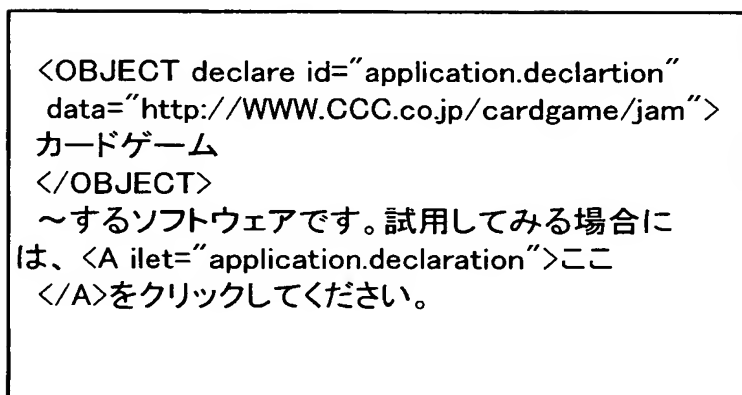 <OBJECT declare id="application.declartion"
data="http://WWW.CCC.co.jp/cardgame/jam">
カードゲーム
</OBJECT>
～するソフトウェアです。試用してみる場合に
は、<A ilet="application.declaration">ここ
</A>をクリックしてください。